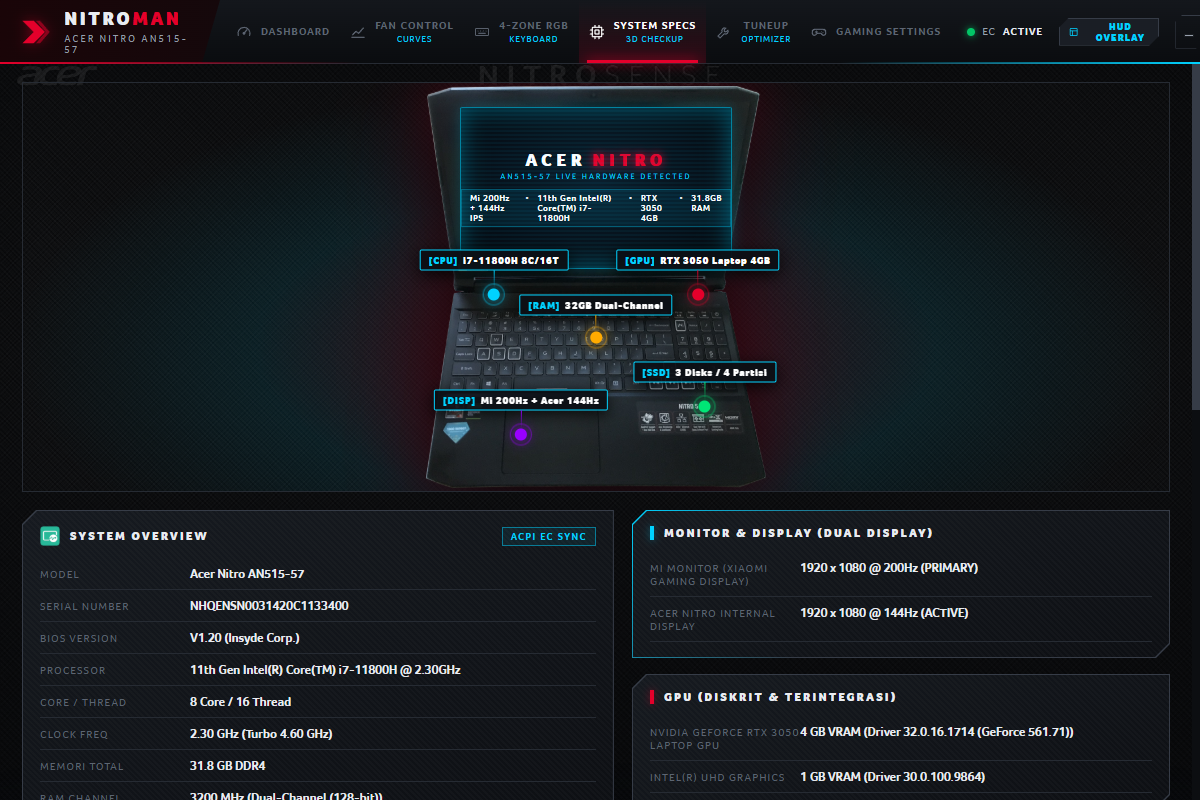 NITROMAN
ACER NITRO AN515-
57
DASHBOARD
FAN CONTROL
CURVES
4-ZONE RGB
KEYBOARD
SYSTEM SPECS
3D CHECKUP
TUNEUP
OPTIMIZER
GAMING SETTINGS
EC ACTIVE
HUD
OVERLAY
acer
NITROSENSE
ACER NITRO
AN515-57 LIVE HARDWARE DETECTED
Mi 200Hz • 11th Gen Intel(R) • RTX • 31.8GB
+ 144Hz Core(TM) i7- 3050 RAM
IPS 11800H 4GB
[CPU] i7-11800H 8C/16T
[GPU] RTX 3050 Laptop 4GB
[RAM] 32GB Dual-Channel
[SSD] 3 Disks / 4 Partisi
[DISP] Mi 200Hz + Acer 144Hz
NITRO 5
SYSTEM OVERVIEW
ACPI EC SYNC
MODEL Acer Nitro AN515-57
SERIAL NUMBER NHQENSN0031420C1133400
BIOS VERSION V1.20 (Insyde Corp.)
PROCESSOR 11th Gen Intel(R) Core(TM) i7-11800H @ 2.30GHz
CORE / THREAD 8 Core / 16 Thread
CLOCK FREQ 2.30 GHz (Turbo 4.60 GHz)
MEMORI TOTAL 31.8 GB DDR4
RAM CHANNEL 3200 MHz (Dual-Channel (128-bit))
MONITOR & DISPLAY (DUAL DISPLAY)
MI MONITOR (XIAOMI 1920 x 1080 @ 200Hz (PRIMARY)
GAMING DISPLAY)
ACER NITRO INTERNAL 1920 x 1080 @ 144Hz (ACTIVE)
DISPLAY
GPU (DISKRIT & TERINTEGRASI)
NVIDIA GEFORCE RTX 3050 4 GB VRAM (Driver 32.0.16.1714 (GeForce 561.71))
LAPTOP GPU
INTEL(R) UHD GRAPHICS 1 GB VRAM (Driver 30.0.100.9864)